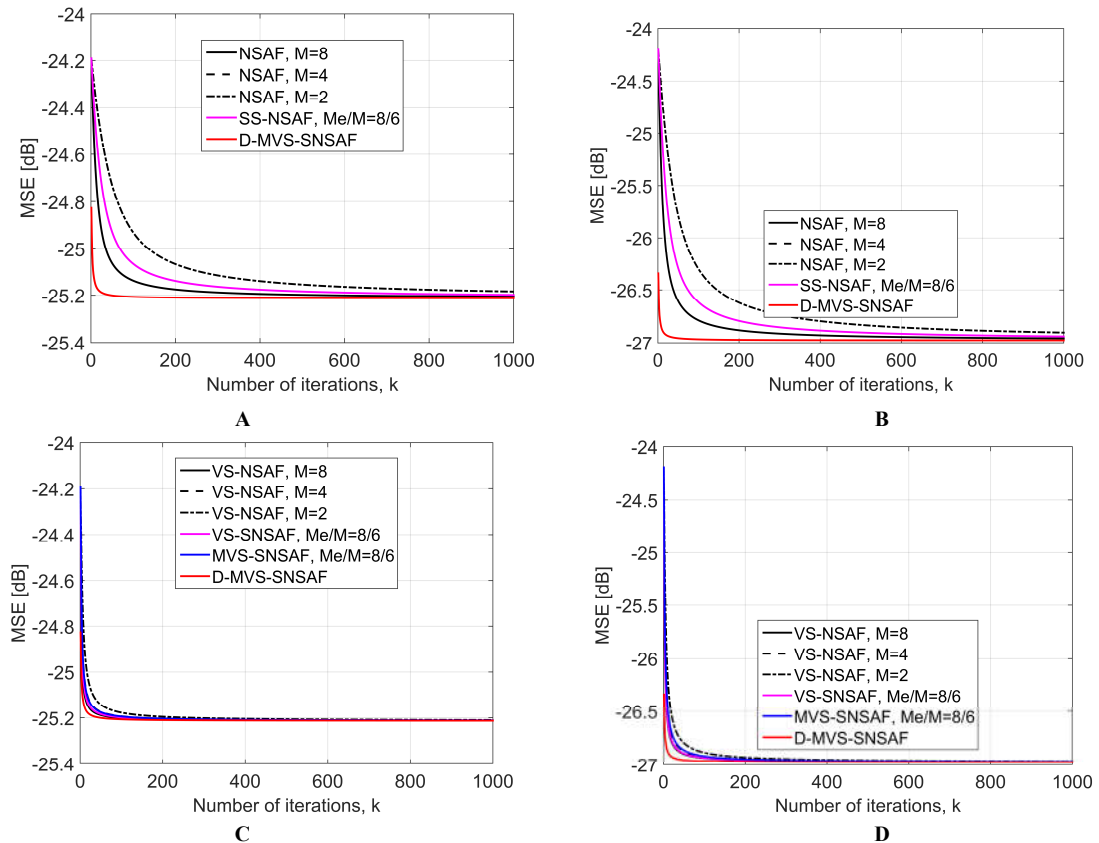 -24
-24.2
-24.4
-24.6
-24.8
-25
-25.2
-25.4
MSE [dB]
NSAF, M=8
NSAF, M=4
NSAF, M=2
SS-NSAF, Me/M=8/6
D-MVS-SNSAF
0 200 400 600 800 1000
Number of iterations, k
A
-24
-24.5
-25
-25.5
-26
-26.5
-27
MSE [dB]
NSAF, M=8
NSAF, M=4
NSAF, M=2
SS-NSAF, Me/M=8/6
D-MVS-SNSAF
0 200 400 600 800 1000
Number of iterations, k
B
-24
-24.2
-24.4
-24.6
-24.8
-25
-25.2
-25.4
MSE [dB]
VS-NSAF, M=8
VS-NSAF, M=4
VS-NSAF, M=2
VS-SNSAF, Me/M=8/6
MVS-SNSAF, Me/M=8/6
D-MVS-SNSAF
0 200 400 600 800 1000
Number of iterations, k
C
-24
-24.5
-25
-25.5
-26
-26.5
-27
MSE [dB]
VS-NSAF, M=8
VS-NSAF, M=4
VS-NSAF, M=2
VS-SNSAF, Me/M=8/6
MVS-SNSAF, Me/M=8/6
D-MVS-SNSAF
0 200 400 600 800 1000
Number of iterations, k
D